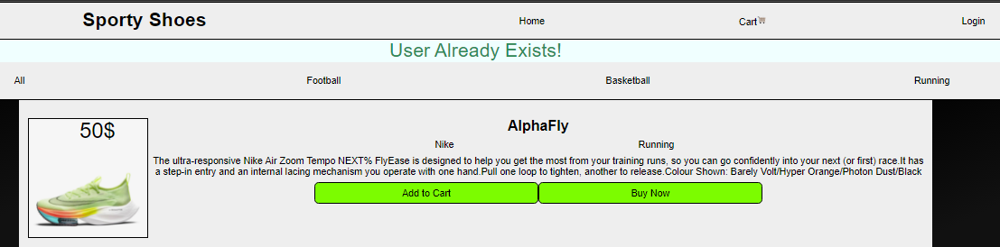 Sporty Shoes
Home
Cart
Login
User Already Exists!
All
Football
Basketball
Running
50$
AlphaFly
Nike
Running
The ultra-responsive Nike Air Zoom Tempo NEXT% FlyEase is designed to help you get the most from your training runs, so you can go confidently into your next (or first) race.It has
a step-in entry and an internal lacing mechanism you operate with one hand.Pull one loop to tighten, another to release.Colour Shown: Barely Volt/Hyper Orange/Photon Dust/Black
Add to Cart
Buy Now